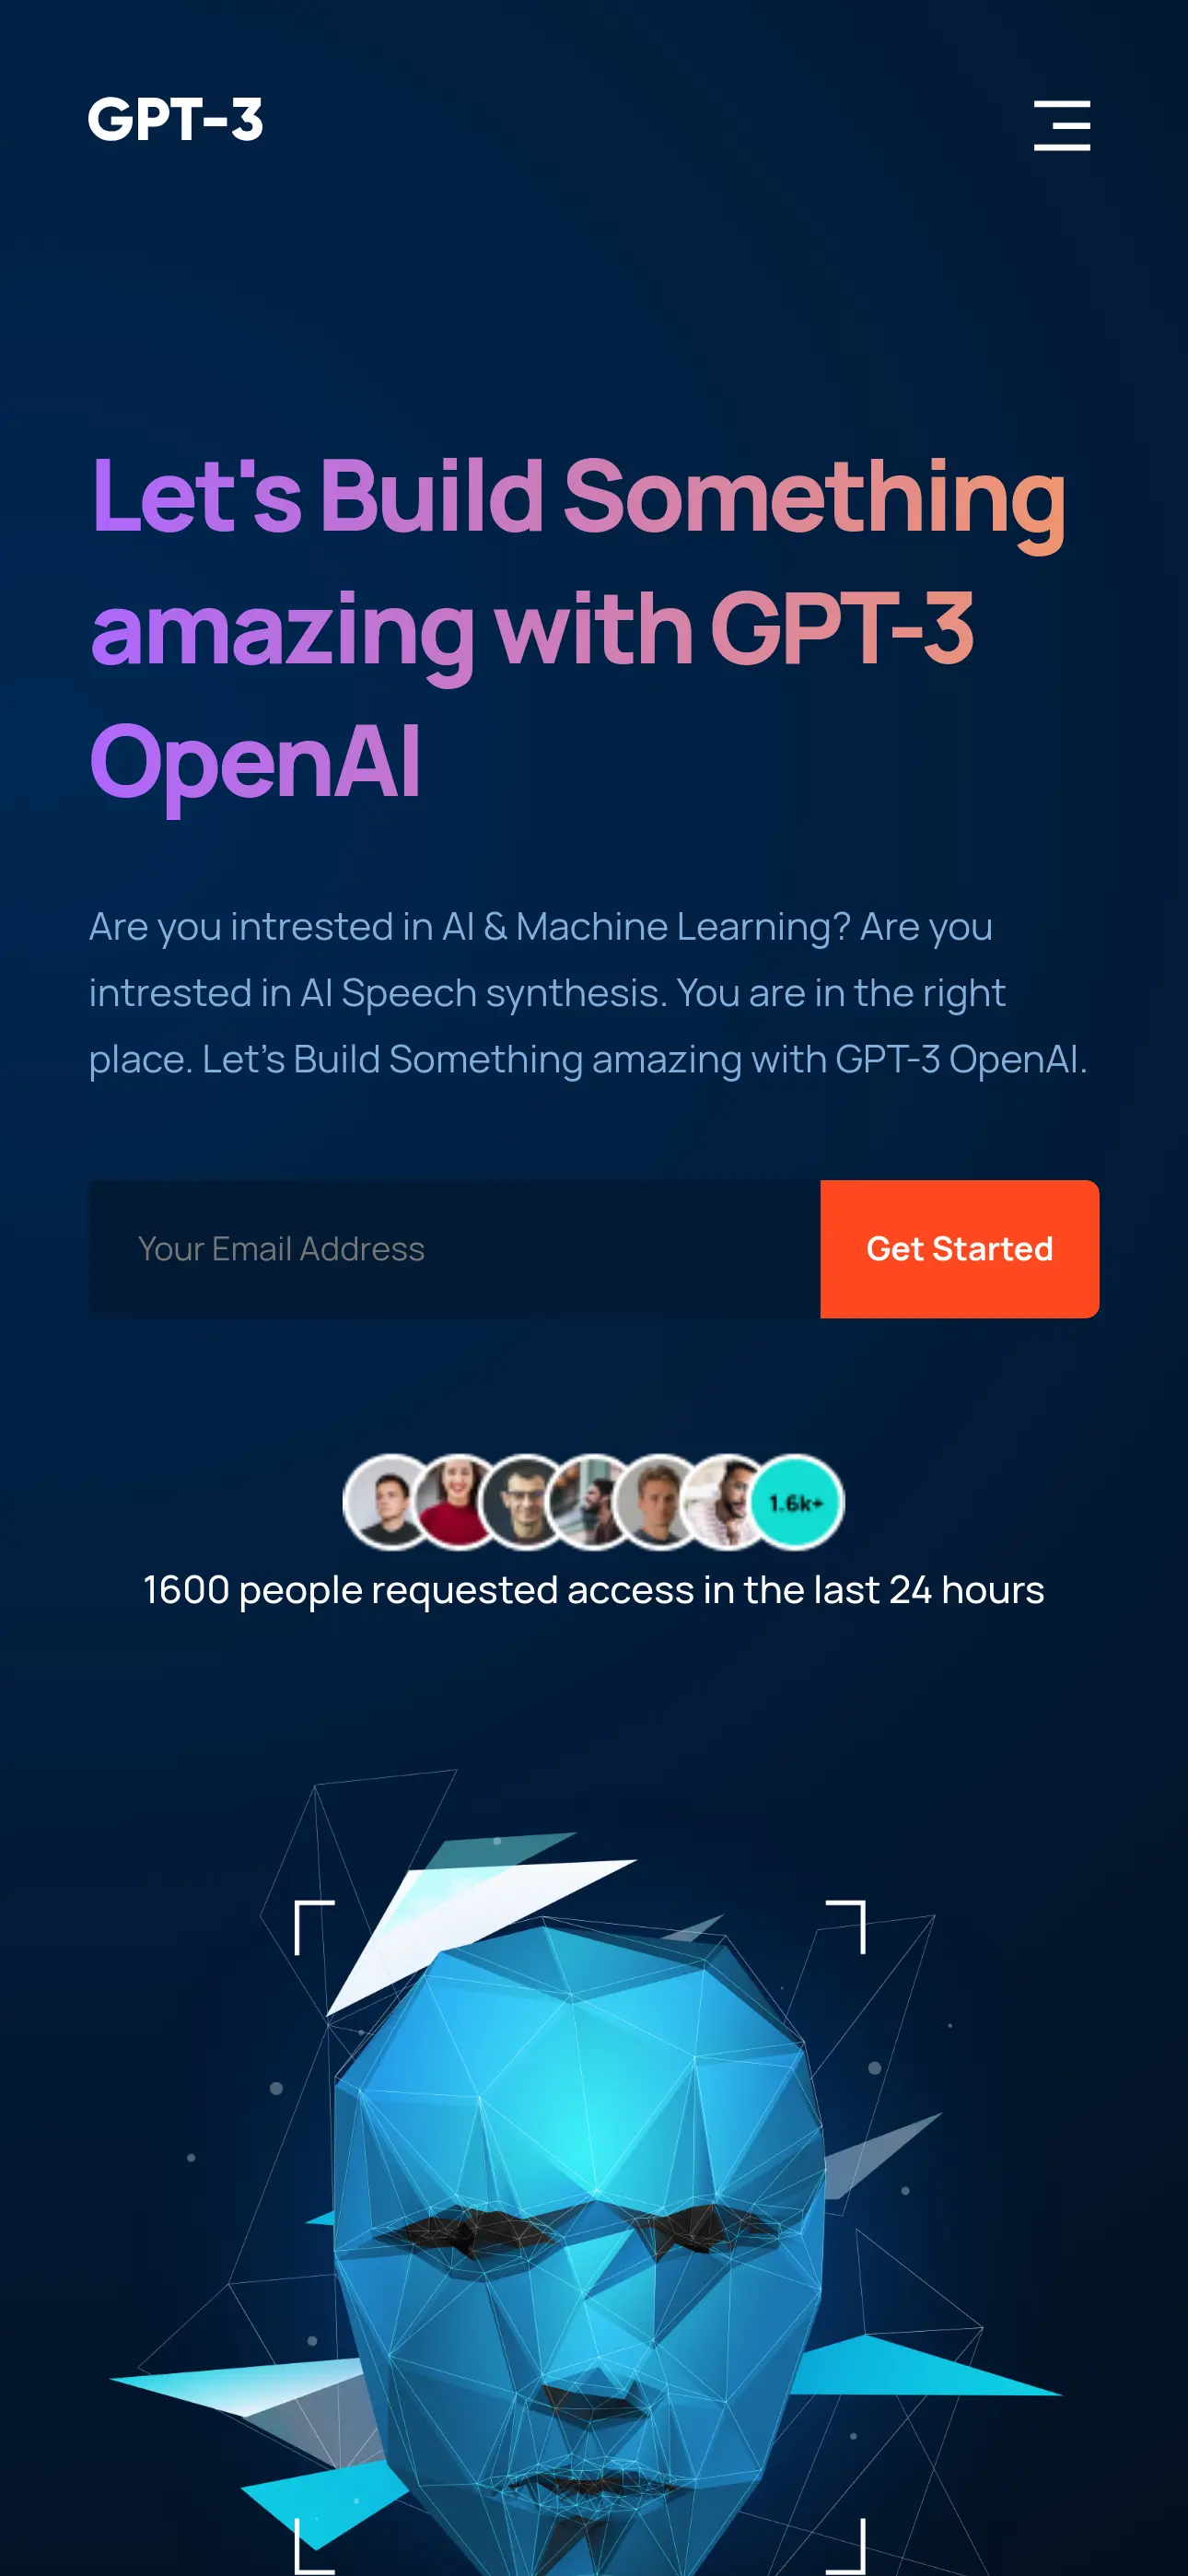 GPT-3
Let's Build Something
amazing with GPT-3
OpenAI
Are you intrested in AI & Machine Learning? Are you
intrested in AI Speech synthesis. You are in the right
place. Let’s Build Something amazing with GPT-3 OpenAI.
Your Email Address
Get Started
1.6k+
1600 people requested access in the last 24 hours